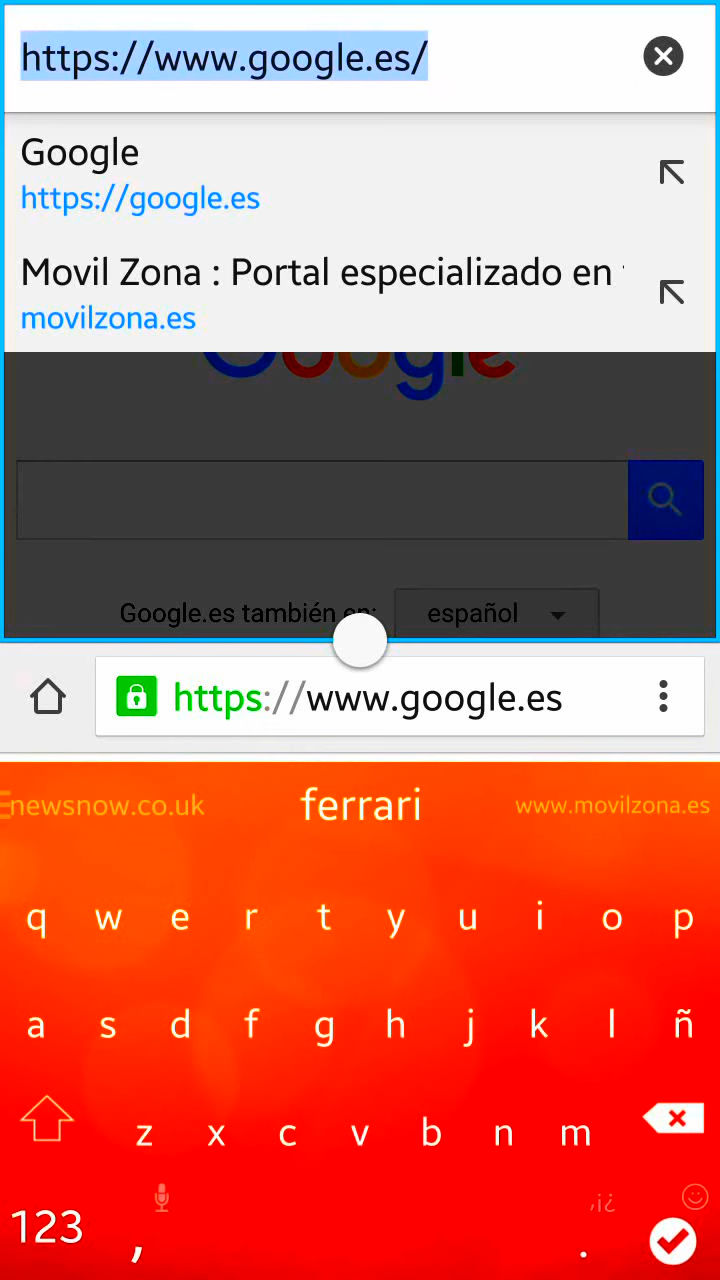 https://www.google.es/
Google
https://google.es
Movil Zona : Portal especializado en
movilzona.es
Google
Google.es también en: español
https://www.google.es
newsnow.co.uk ferrari www.movilzona.es
q w e r t y u i o p
a s d f g h j k l ñ
z x c v b n m
,¡¿
123 , .